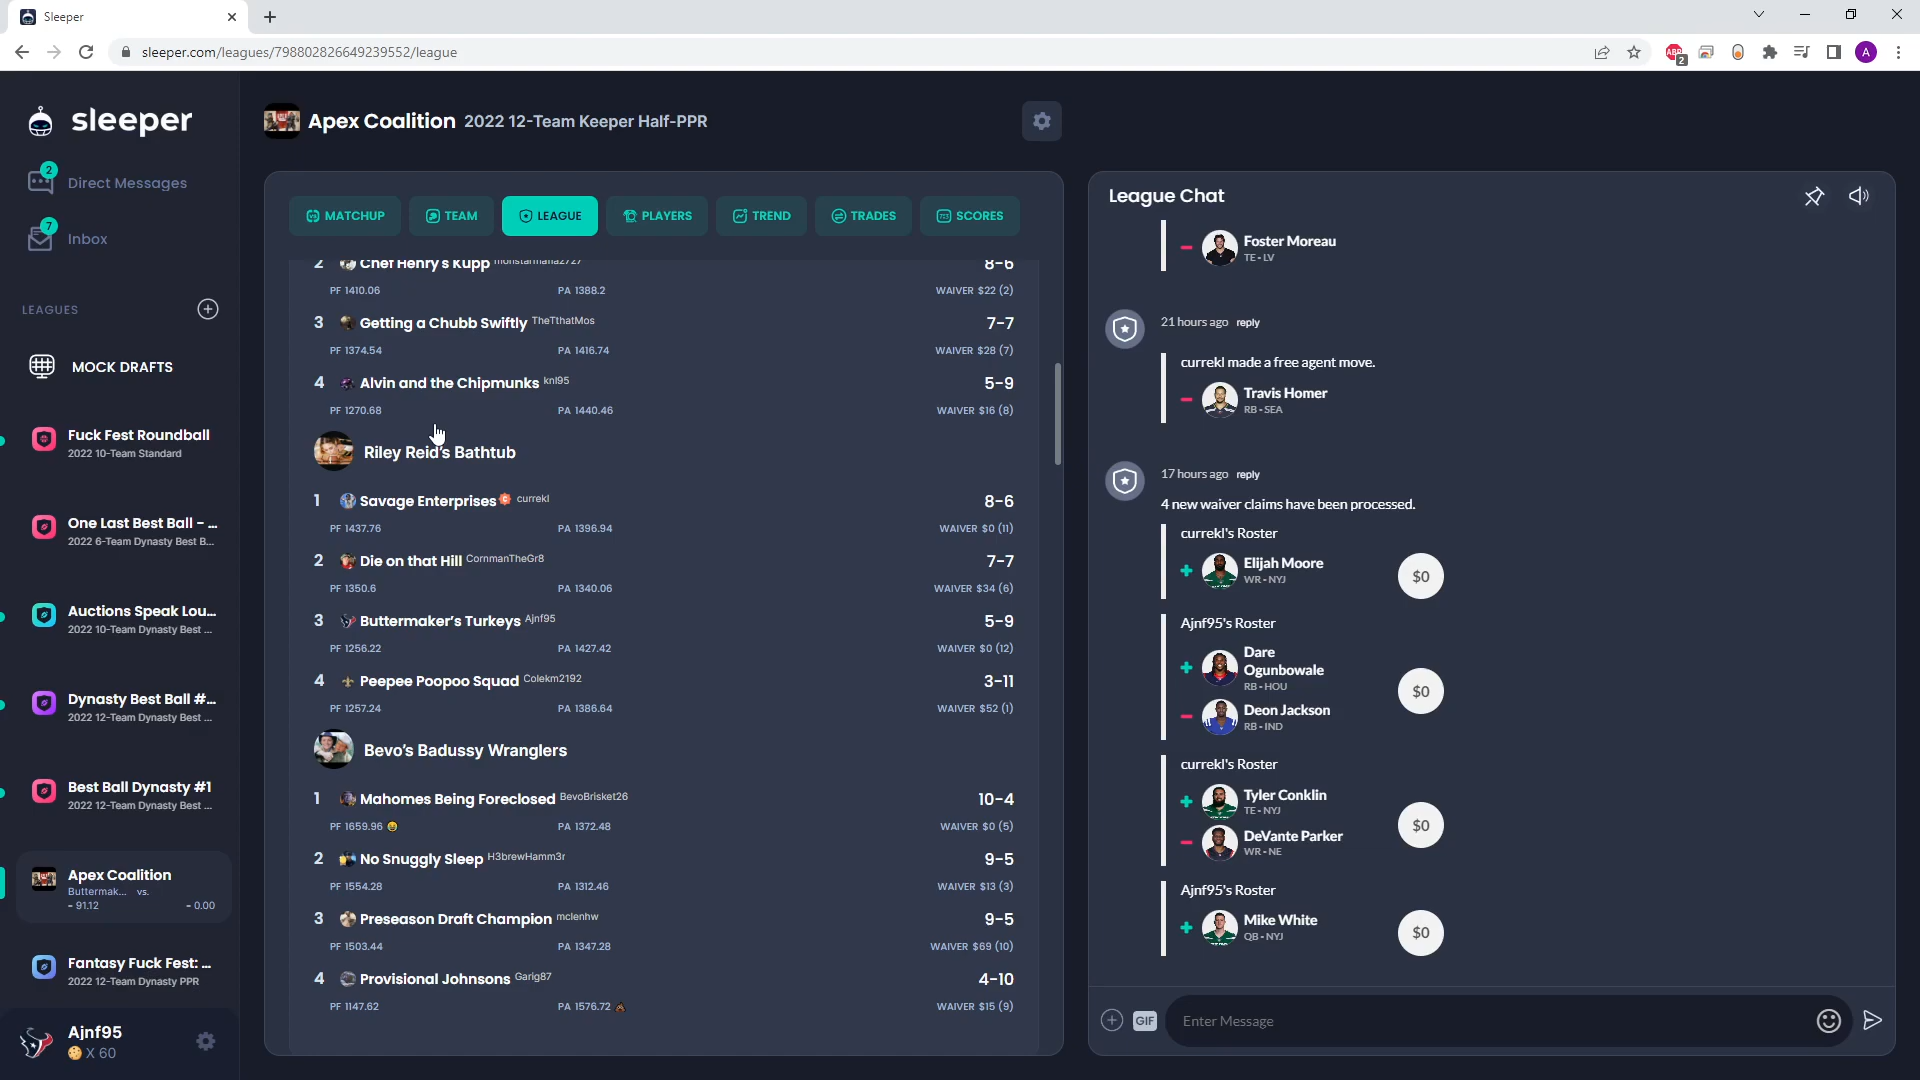 Sleeper
sleeper.com/leagues/798802826649239552/league
ABP
2
A
sleeper
2
Direct Messages
7
Inbox
LEAGUES
MOCK DRAFTS
Fuck Fest Roundball
2022 10-Team Standard
One Last Best Ball - ...
2022 6-Team Dynasty Best B...
Auctions Speak Lou...
2022 10-Team Dynasty Best ...
Dynasty Best Ball #...
2022 12-Team Dynasty Best ...
Best Ball Dynasty #1
2022 12-Team Dynasty Best ...
Apex Coalition
Buttermak... vs.
- 91.12 - 0.00
Fantasy Fuck Fest: ...
2022 12-Team Dynasty PPR
Ajnf95
X 60
Apex Coalition 2022 12-Team Keeper Half-PPR
MATCHUP TEAM LEAGUE PLAYERS TREND TRADES SCORES
2 Chef Henry's Kupp 8-6
PF 1410.06 PA 1388.2 WAIVER $22 (2)
3 Getting a Chubb Swiftly TheTthatMos 7-7
PF 1374.54 PA 1416.74 WAIVER $28 (7)
4 Alvin and the Chipmunks knl95 5-9
PF 1270.68 PA 1440.46 WAIVER $16 (8)
Riley Reid's Bathtub
1 Savage Enterprises C currekl 8-6
PF 1437.76 PA 1396.94 WAIVER $0 (11)
2 Die on that Hill CornmanTheGr8 7-7
PF 1350.6 PA 1340.06 WAIVER $34 (6)
3 Buttermaker's Turkeys Ajnf95 5-9
PF 1256.22 PA 1427.42 WAIVER $0 (12)
4 Peepee Poopoo Squad Colekm2192 3-11
PF 1257.24 PA 1386.64 WAIVER $52 (1)
Bevo's Badussy Wranglers
1 Mahomes Being Foreclosed BevoBrisket26 10-4
PF 1659.96 PA 1372.48 WAIVER $0 (5)
2 No Snuggly Sleep H3brewHamm3r 9-5
PF 1554.28 PA 1312.46 WAIVER $13 (3)
3 Preseason Draft Champion mclenhw 9-5
PF 1503.44 PA 1347.28 WAIVER $69 (10)
4 Provisional Johnsons Garig87 4-10
PF 1147.62 PA 1576.72 WAIVER $15 (9)
League Chat
Foster Moreau
TE - LV
21 hours ago reply
currekl made a free agent move.
Travis Homer
RB - SEA
17 hours ago reply
4 new waiver claims have been processed.
currekl's Roster
Elijah Moore
WR - NYJ
$0
Ajnf95's Roster
Dare
Ogunbowale
RB - HOU
$0
Deon Jackson
RB - IND
currekl's Roster
Tyler Conklin
TE - NYJ
$0
DeVante Parker
WR - NE
Ajnf95's Roster
Mike White
QB - NYJ
$0
GIF
Enter Message